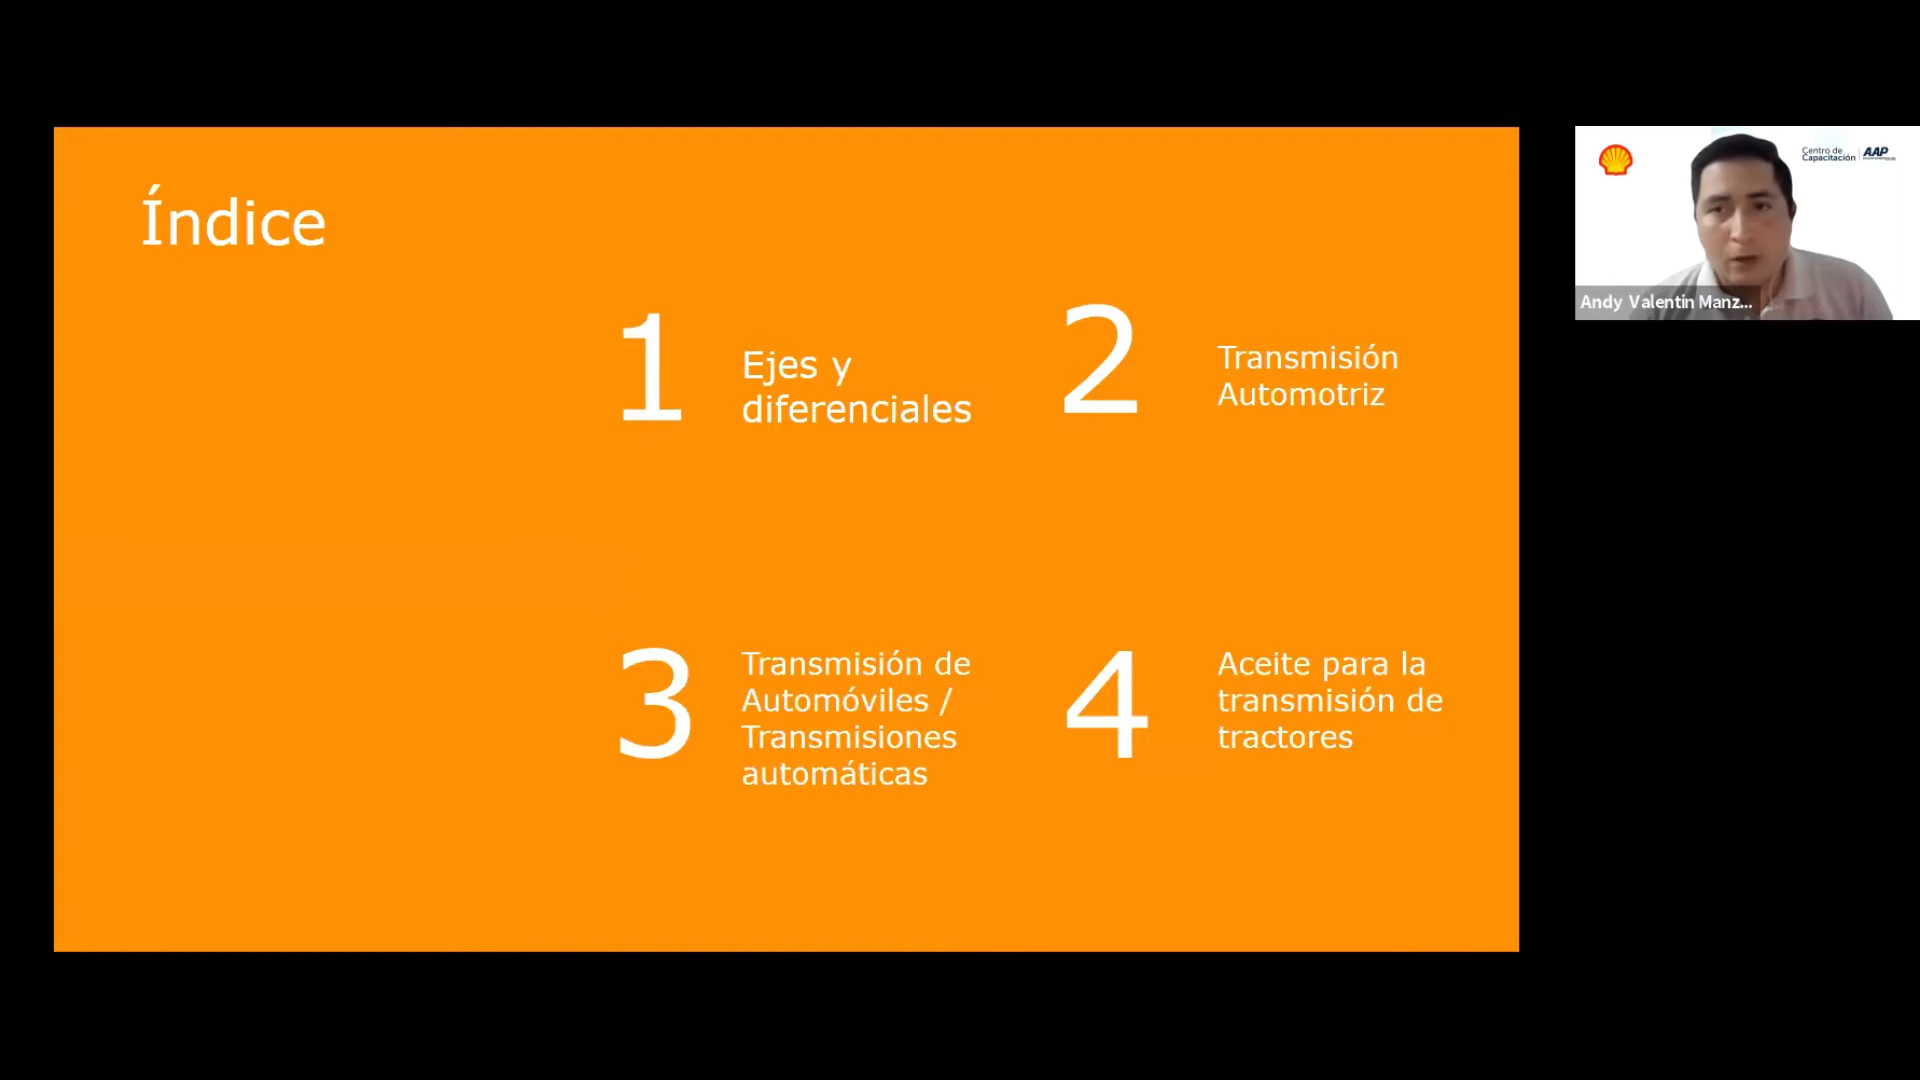 Índice
1
Ejes y
diferenciales
2
Transmisión
Automotriz
3
Transmisión de
Automóviles /
Transmisiones
automáticas
4
Aceite para la
transmisión de
tractores
Centro de
Capacitación
AAP
Andy Valentin Manz...